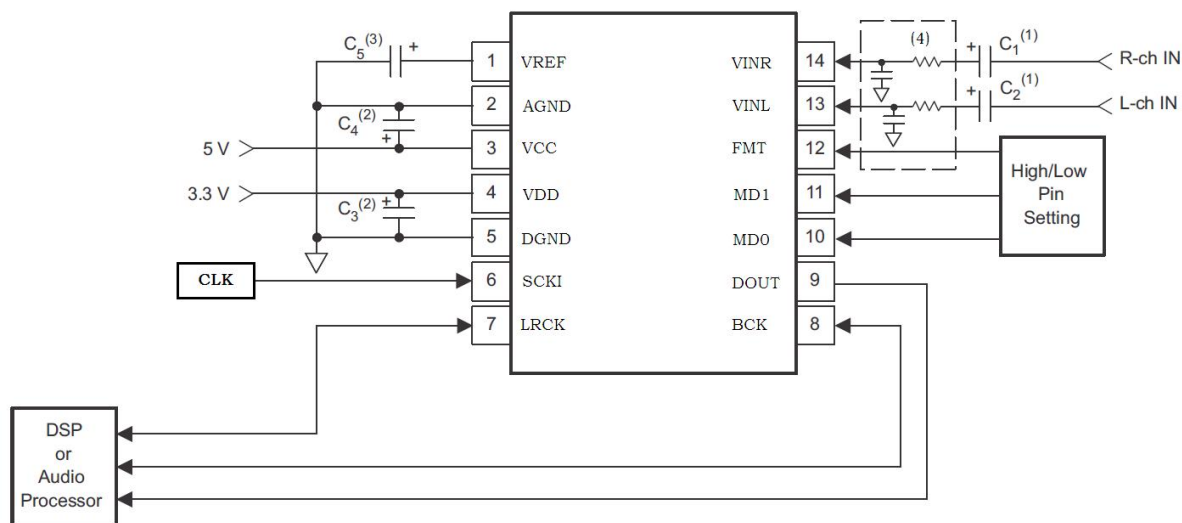 C5(3) +
1 VREF
2 AGND
C4(2)
+
5 V
3 VCC
3.3 V
4 VDD
C3(2) +
5 DGND
CLK
6 SCKI
7 LRCK
VINR 14
VINL 13
FMT 12
MD1 11
MD0 10
DOUT 9
BCK 8
(4)
+ C1(1)
R-ch IN
+ C2(1)
L-ch IN
High/Low
Pin
Setting
DSP
or
Audio
Processor